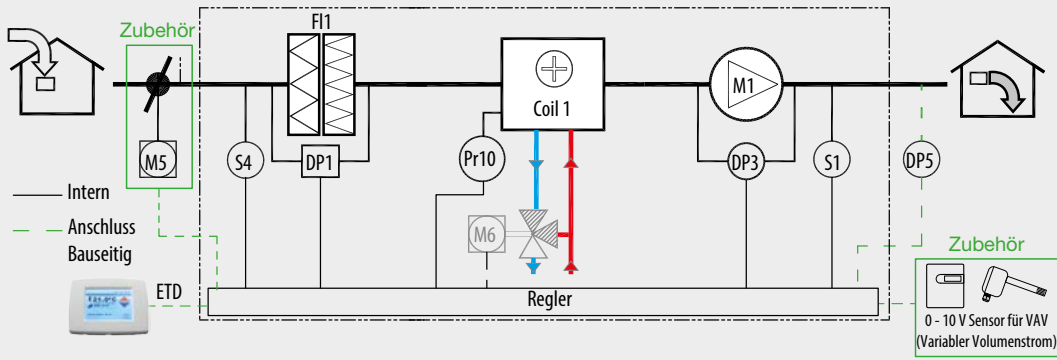 Zubehör
FI1
M5
S4
DP1
Pr10
Coil 1
M1
DP3
S1
DP5
M6
Intern
Anschluss
Bauseitig
ETD
Regler
Zubehör
0 - 10 V Sensor für VAV
(Variabler Volumenstrom)